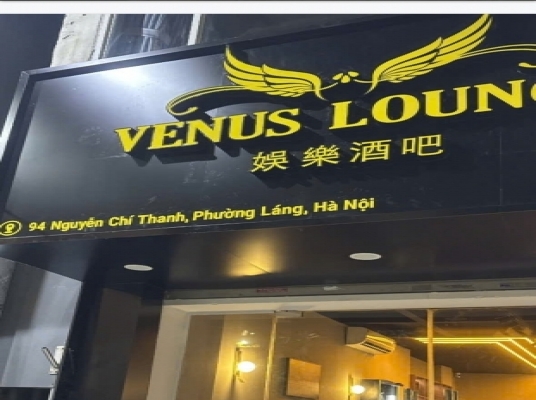 VENUS LOUN
娛樂酒吧
94 Nguyễn Chí Thanh, Phường Láng, Hà Nội